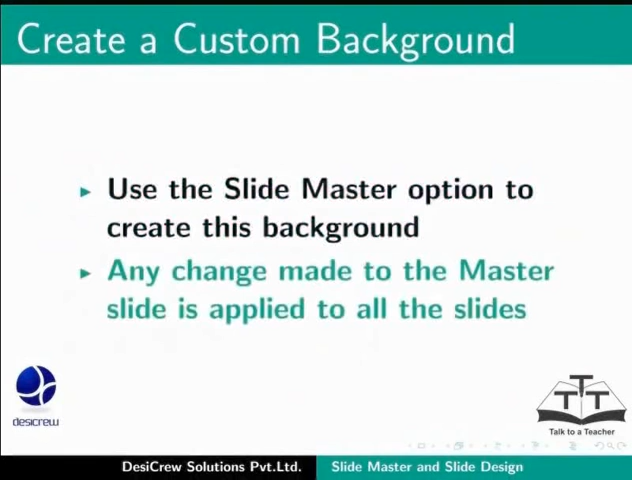 Create a Custom Background
Use the Slide Master option to
create this background
Any change made to the Master
slide is applied to all the slides
desicrew
TTT
Talk to a Teacher
DesiCrew Solutions Pvt.Ltd.
Slide Master and Slide Design